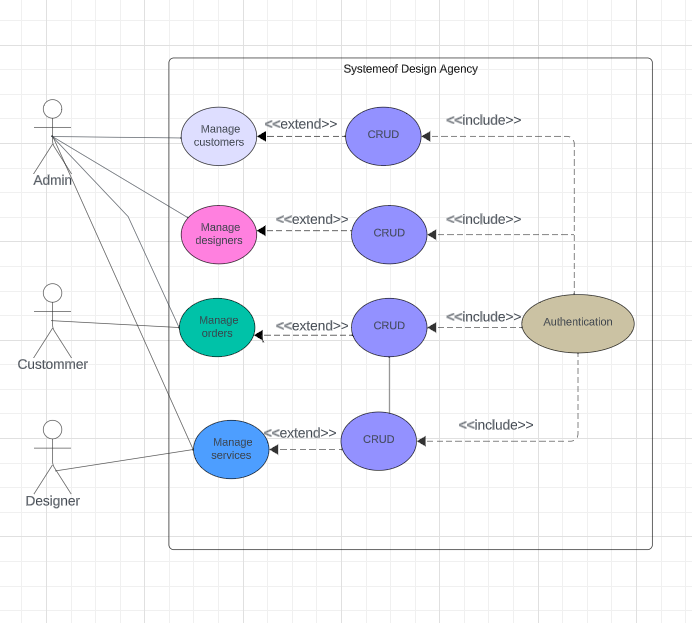 Systemeof Design Agency
Manage
customers
<<extend>>
CRUD
<<include>>
Admin
Manage
designers
<<extend>>
CRUD
<<include>>
Custommer
Manage
orders
<<extend>>
CRUD
<<include>>
Authentication
Designer
Manage
services
<<extend>>
CRUD
<<include>>